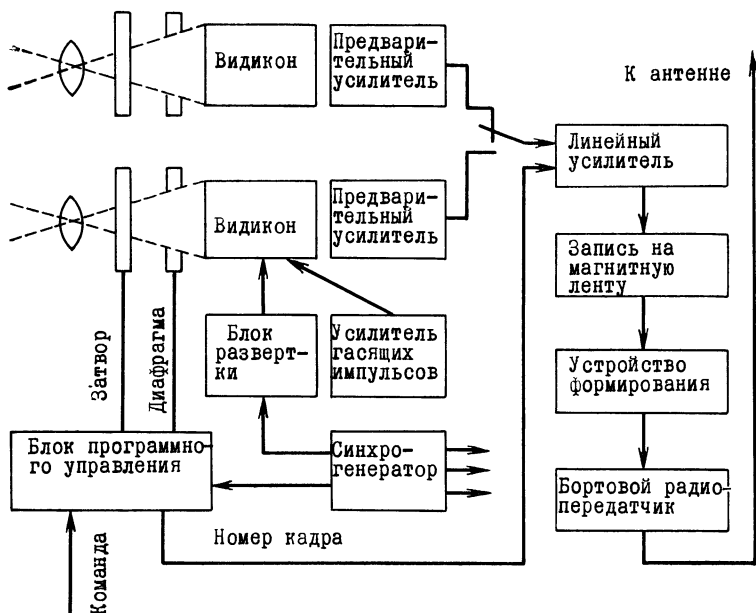 Видикон
Предвари-
тельный
усилитель
К антенне
Линейный
усилитель
Видикон
Предвари-
тельный
усилитель
Запись на
магнитную
ленту
Затвор
Диафрагма
Блок
разверт-
ки
Усилитель
гасящих
импульсов
Устройство
формирования
Блок программно-
го управления
Синхро-
генератор
Бортовой радио-
передатчик
Команда
Номер кадра